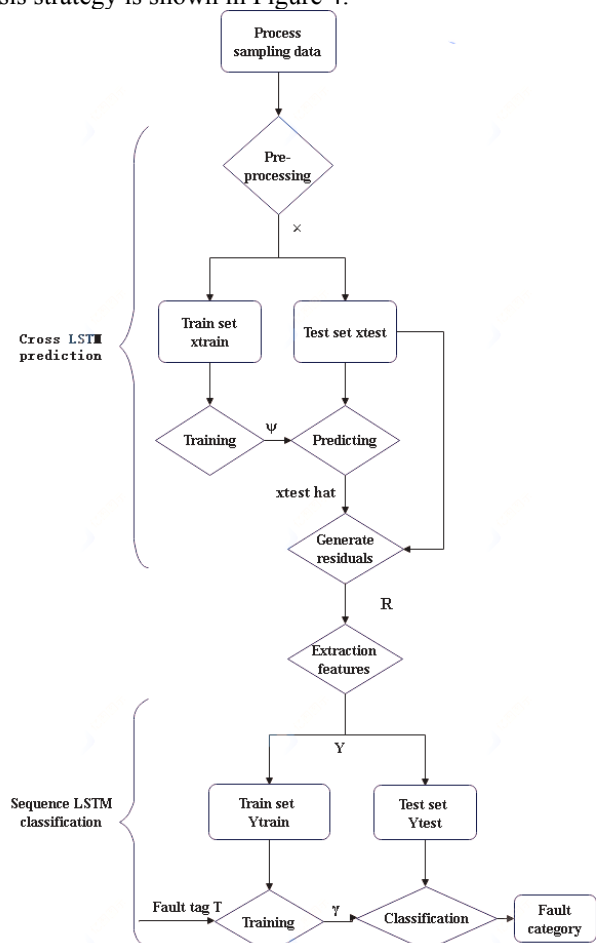 sis strategy is shown in Figure 4.
Process
sampling data
Pre-
processing
x
Train set
xtrain
Test set xtest
Cross LSTM
prediction
Training
ψ
Predicting
xtest hat
Generate
residuals
R
Extraction
features
Y
Sequence LSTM
classification
Train set
Ytrain
Test set
Ytest
Fault tag T
Training
γ
Classification
Fault
category